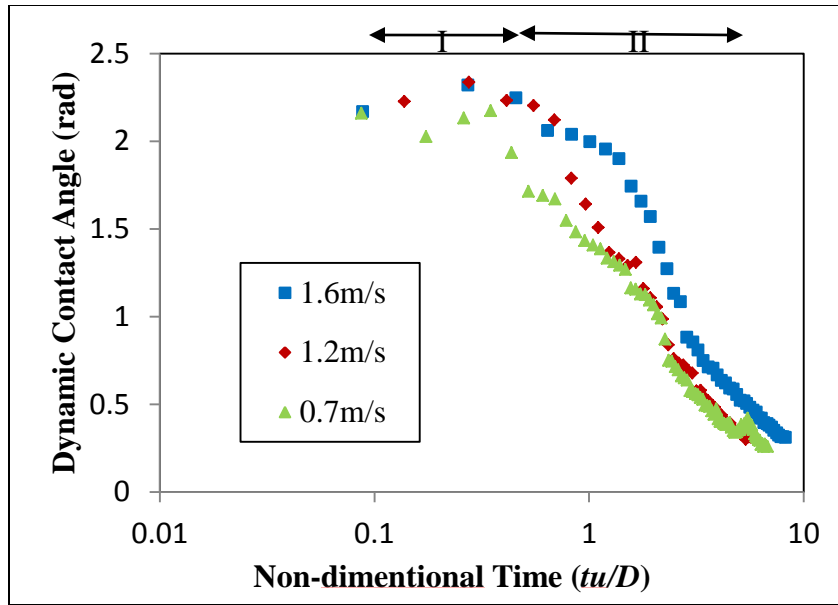 I II
2.5
2
1.5
1
0.5
0
Dynamic Contact Angle (rad)
1.6m/s
1.2m/s
0.7m/s
0.01 0.1 1 10
Non-dimentional Time (tu/D)